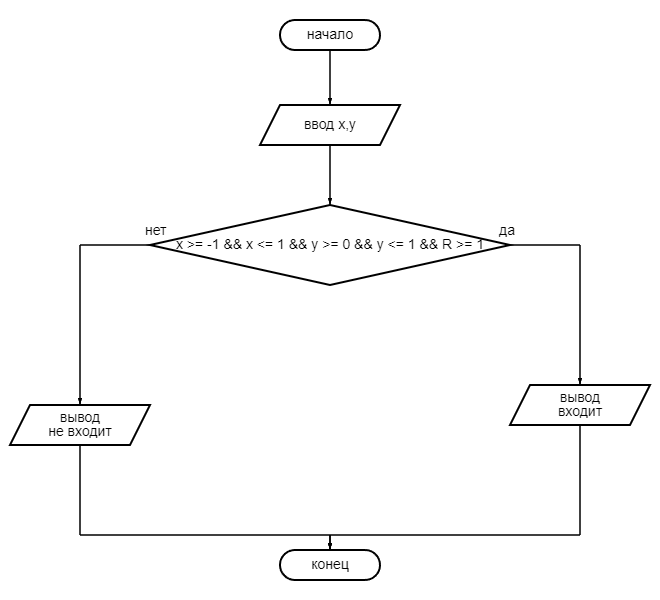 начало
ввод x,y
нет
да
x >= -1 && x <= 1 && y >= 0 && y <= 1 && R >= 1
вывод
входит
вывод
не входит
конец